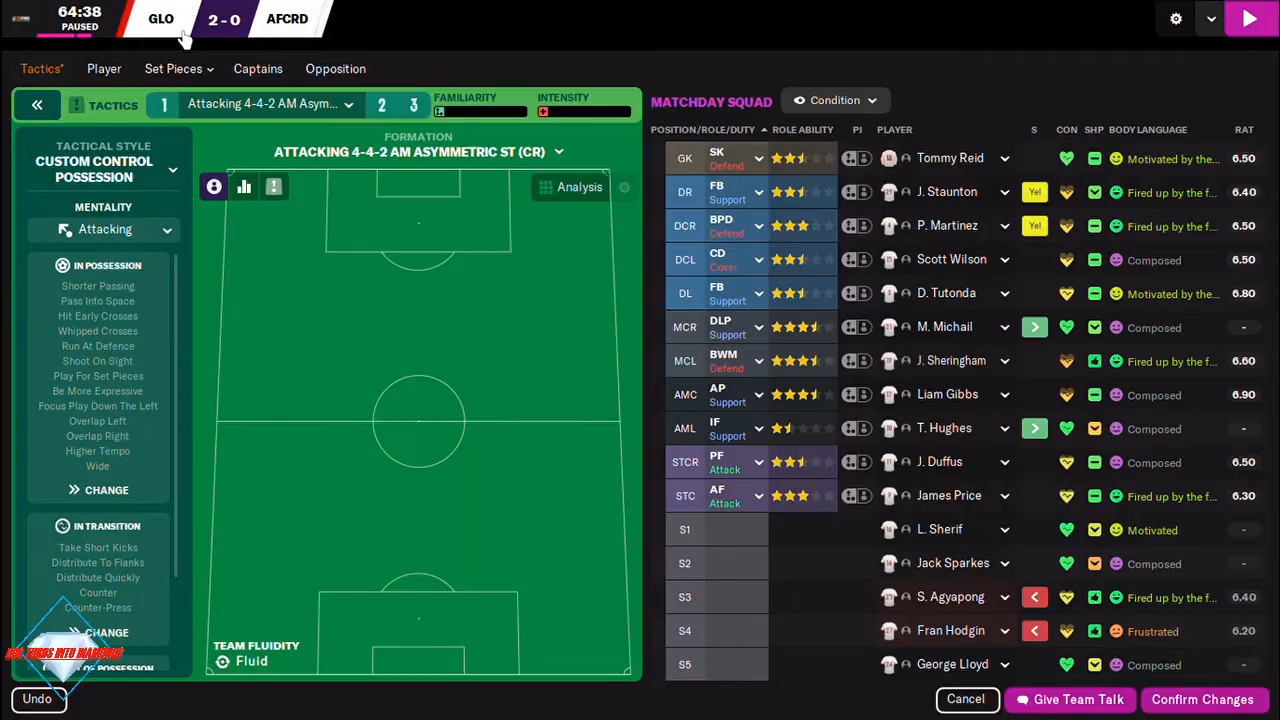 64:38
PAUSED
GLO
2 - 0
AFCRD
Tactics*
Player
Set Pieces
Captains
Opposition
TACTICS
1
Attacking 4-4-2 AM Asym...
2
3
FAMILIARITY
INTENSITY
TACTICAL STYLE
CUSTOM CONTROL
POSSESSION
MENTALITY
Attacking
IN POSSESSION
Shorter Passing
Pass Into Space
Hit Early Crosses
Whipped Crosses
Run At Defence
Shoot On Sight
Play For Set Pieces
Be More Expressive
Focus Play Down The Left
Overlap Left
Overlap Right
Higher Tempo
Wide
CHANGE
IN TRANSITION
Take Short Kicks
Distribute To Flanks
Distribute Quickly
Counter
Counter-Press
CHANGE
FORMATION
ATTACKING 4-4-2 AM ASYMMETRIC ST (CR)
Analysis
TEAM FLUIDITY
Fluid
MATCHDAY SQUAD
Condition
POSITION/ROLE/DUTY ROLE ABILITY PI PLAYER S CON SHP BODY LANGUAGE RAT
GK SK Defend Tommy Reid Motivated by the... 6.50
DR FB Support J. Staunton Yel Fired up by the f... 6.40
DCR BPD Defend P. Martinez Yel Fired up by the f... 6.50
DCL CD Cover Scott Wilson Composed 6.50
DL FB Support D. Tutonda Motivated by the... 6.80
MCR DLP Support M. Michail Composed -
MCL BWM Defend J. Sheringham Fired up by the f... 6.60
AMC AP Support Liam Gibbs Composed 6.90
AML IF Support T. Hughes Composed -
STCR PF Attack J. Duffus Composed 6.50
STC AF Attack James Price Fired up by the f... 6.30
S1 L. Sherif Motivated -
S2 Jack Sparkes Composed -
S3 S. Agyapong Fired up by the f... 6.40
S4 Fran Hodgin Frustrated 6.20
S5 George Lloyd Composed -
Undo
Cancel
Give Team Talk
Confirm Changes